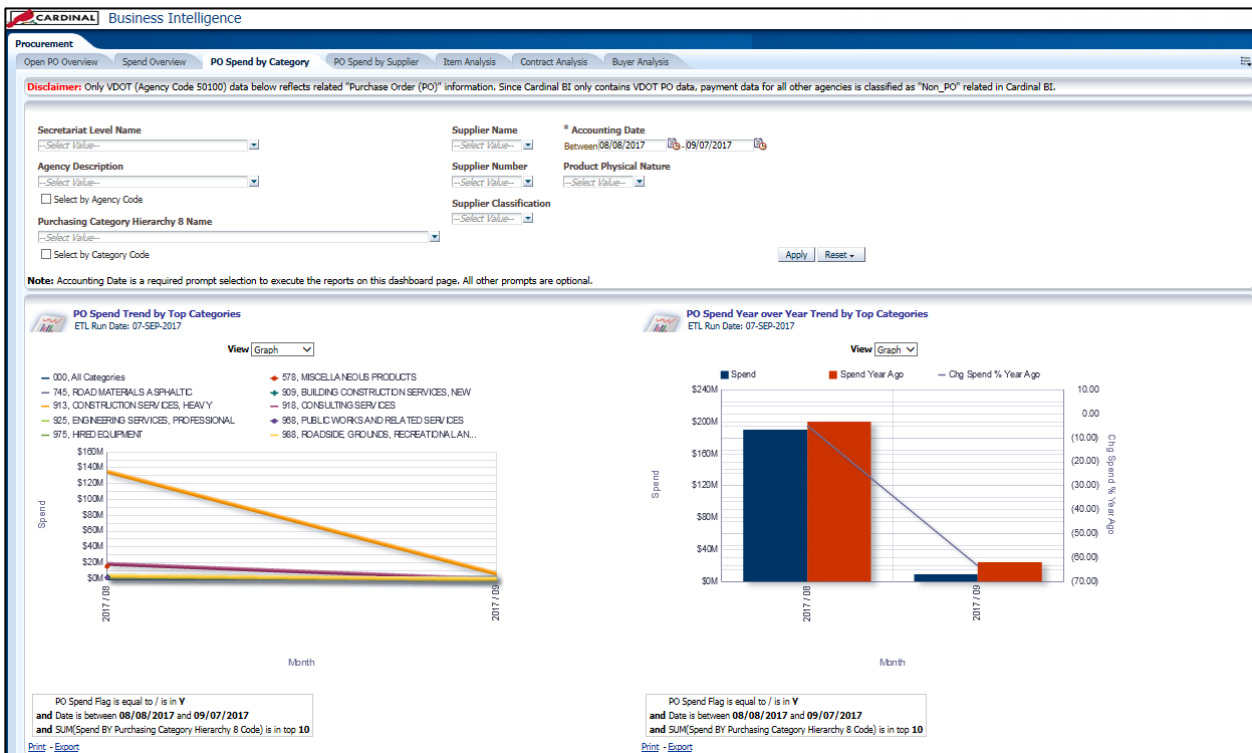 CARDINAL Business Intelligence
Procurement
Open PO Overview Spend Overview PO Spend by Category PO Spend by Supplier Item Analysis Contract Analysis Buyer Analysis
Disclaimer: Only VDOT (Agency Code 50100) data below reflects related "Purchase Order (PO)" information. Since Cardinal BI only contains VDOT PO data, payment data for all other agencies is classified as "Non_PO" related in Cardinal BI.
Secretariat Level Name Supplier Name * Accounting Date
--Select Value-- --Select Value-- Between 08/08/2017 - 09/07/2017
Agency Description Supplier Number Product Physical Nature
--Select Value-- --Select Value-- --Select Value--
Select by Agency Code
Supplier Classification
Purchasing Category Hierarchy 8 Name --Select Value--
--Select Value--
Select by Category Code Apply Reset
Note: Accounting Date is a required prompt selection to execute the reports on this dashboard page. All other prompts are optional.
PO Spend Trend by Top Categories
ETL Run Date: 07-SEP-2017
View Graph
000, All Categories 578, MISCELLANEOUS PRODUCTS
745, ROAD MATERIALS ASPHALTIC 909, BUILDING CONSTRUCTION SERVICES, NEW
913, CONSTRUCTION SERVICES, HEAVY 918, CONSULTING SERVICES
925, ENGINEERING SERVICES, PROFESSIONAL 968, PUBLIC WORKS AND RELATED SERVICES
975, HIRED EQUIPMENT 988, ROADSIDE, GROUNDS, RECREATIONAL AN...
$160M
$140M
$120M
$100M
$80M
$60M
$40M
$20M
$0M
Spend
2017 / 08 2017 / 09
Month
PO Spend Flag is equal to / is in Y
and Date is between 08/08/2017 and 09/07/2017
and SUM(Spend BY Purchasing Category Hierarchy 8 Code) is in top 10
Print - Export
PO Spend Year over Year Trend by Top Categories
ETL Run Date: 07-SEP-2017
View Graph
Spend Spend Year Ago Chg Spend % Year Ago
$240M
$200M
$160M
$120M
$80M
$40M
$0M
Spend
10.00
0.00
(10.00)
(20.00)
(30.00)
(40.00)
(50.00)
(60.00)
(70.00)
Chg Spend % Year Ago
2017 / 08 2017 / 09
Month
PO Spend Flag is equal to / is in Y
and Date is between 08/08/2017 and 09/07/2017
and SUM(Spend BY Purchasing Category Hierarchy 8 Code) is in top 10
Print - Export